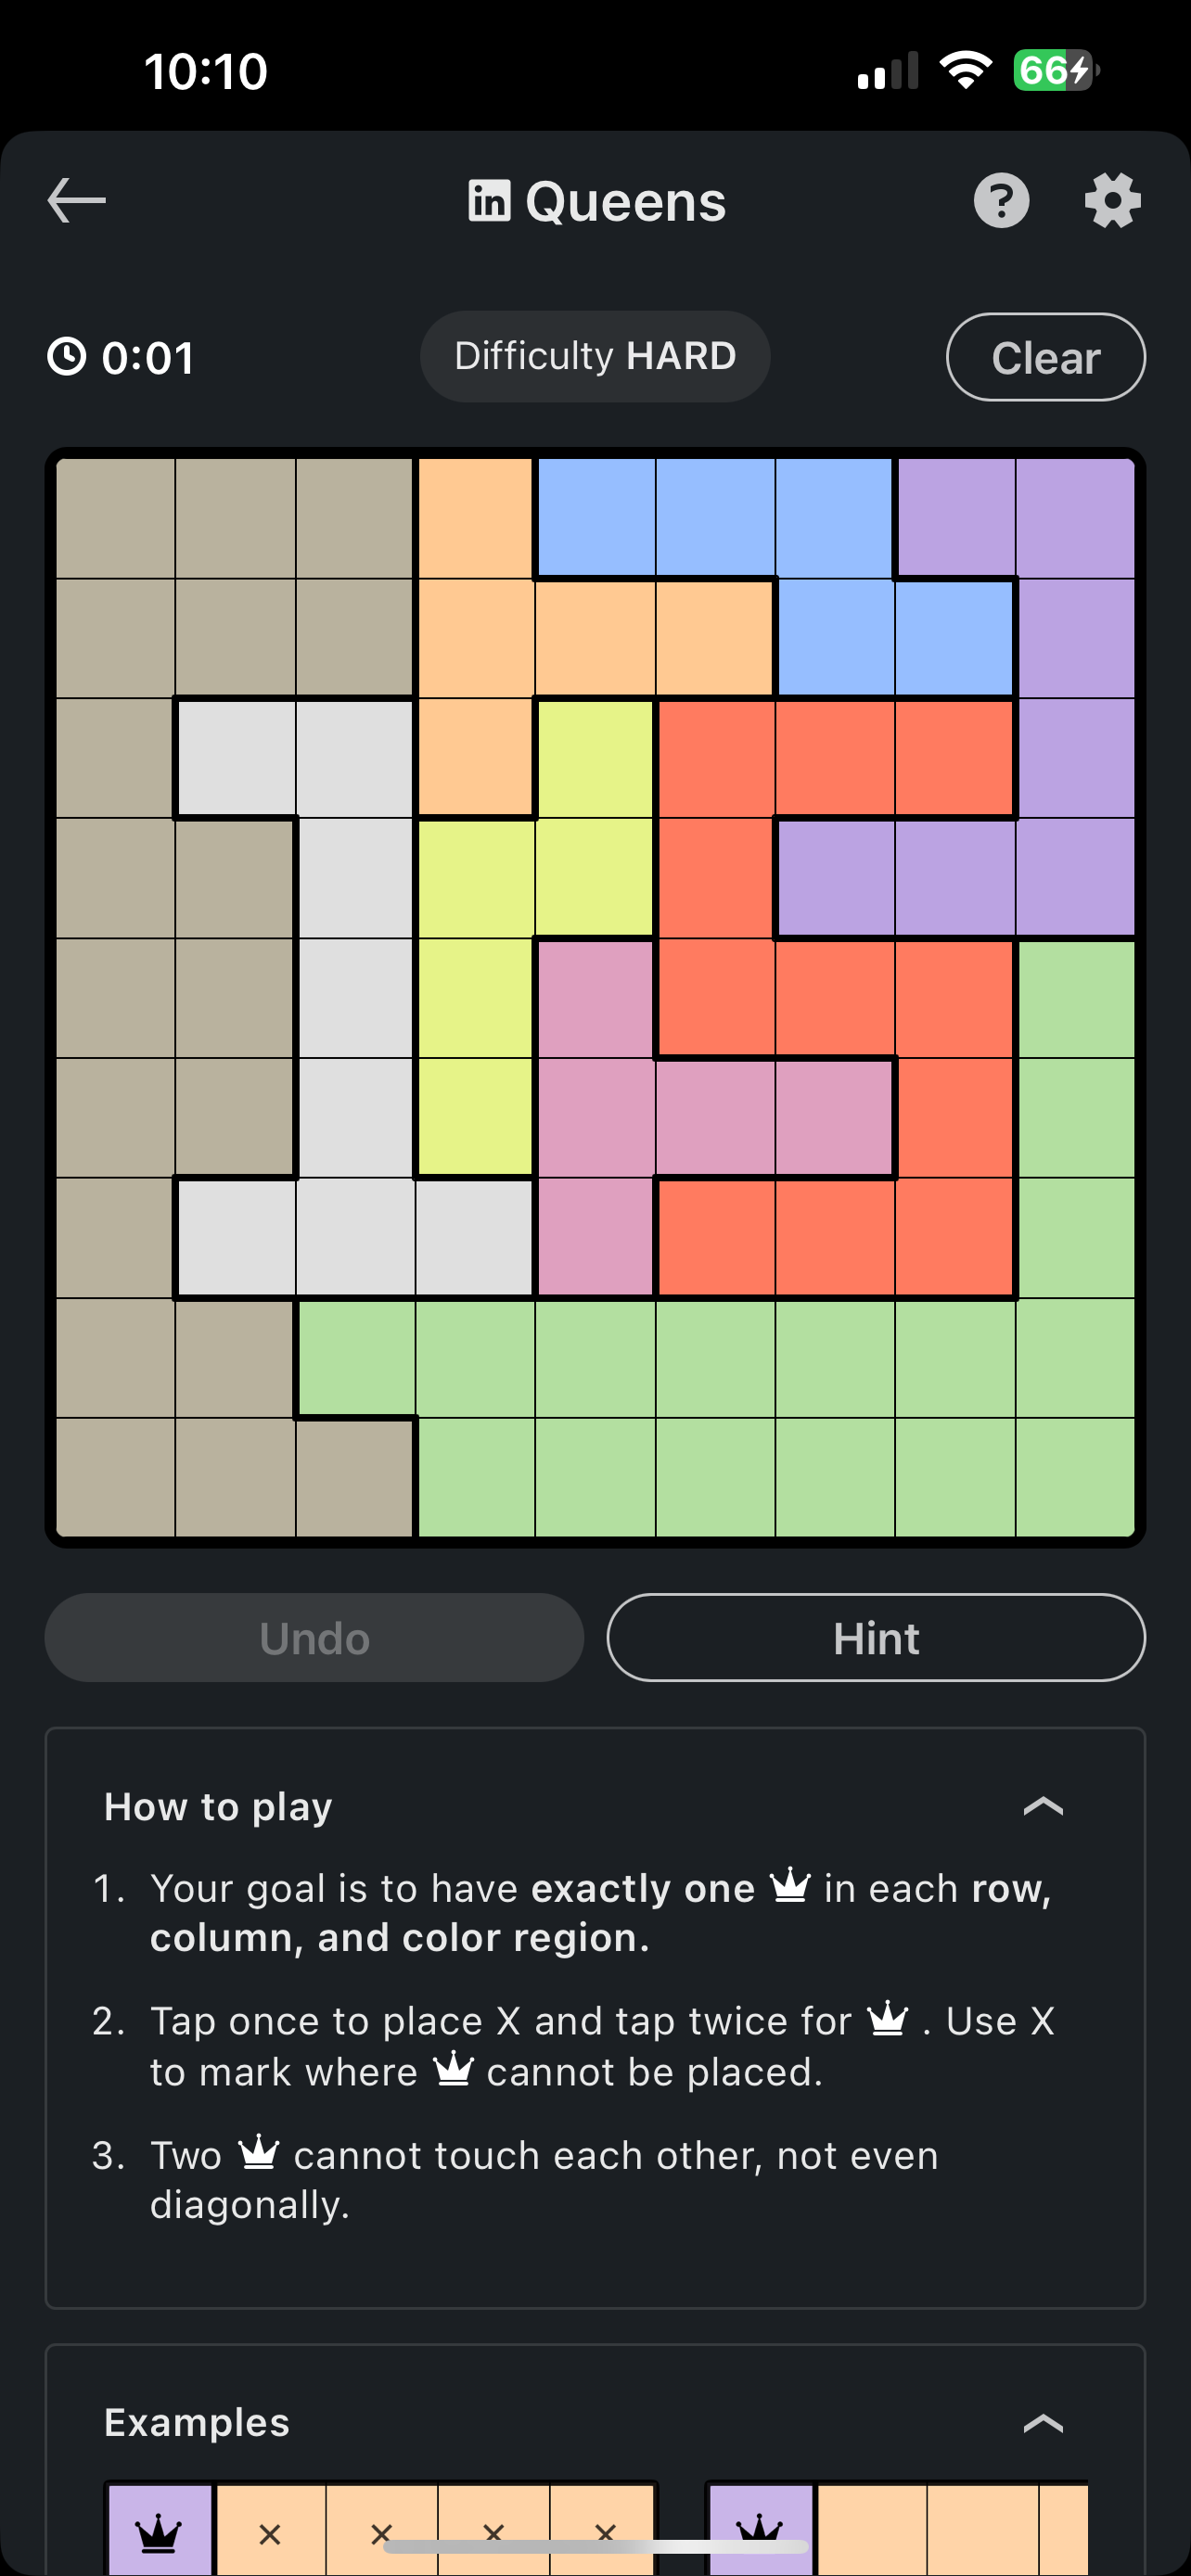 10:10
66
in Queens
?
0:01
Difficulty HARD
Clear
Undo
Hint
How to play
1. Your goal is to have exactly one in each row,
column, and color region.
2. Tap once to place X and tap twice for . Use X
to mark where cannot be placed.
3. Two cannot touch each other, not even
diagonally.
Examples